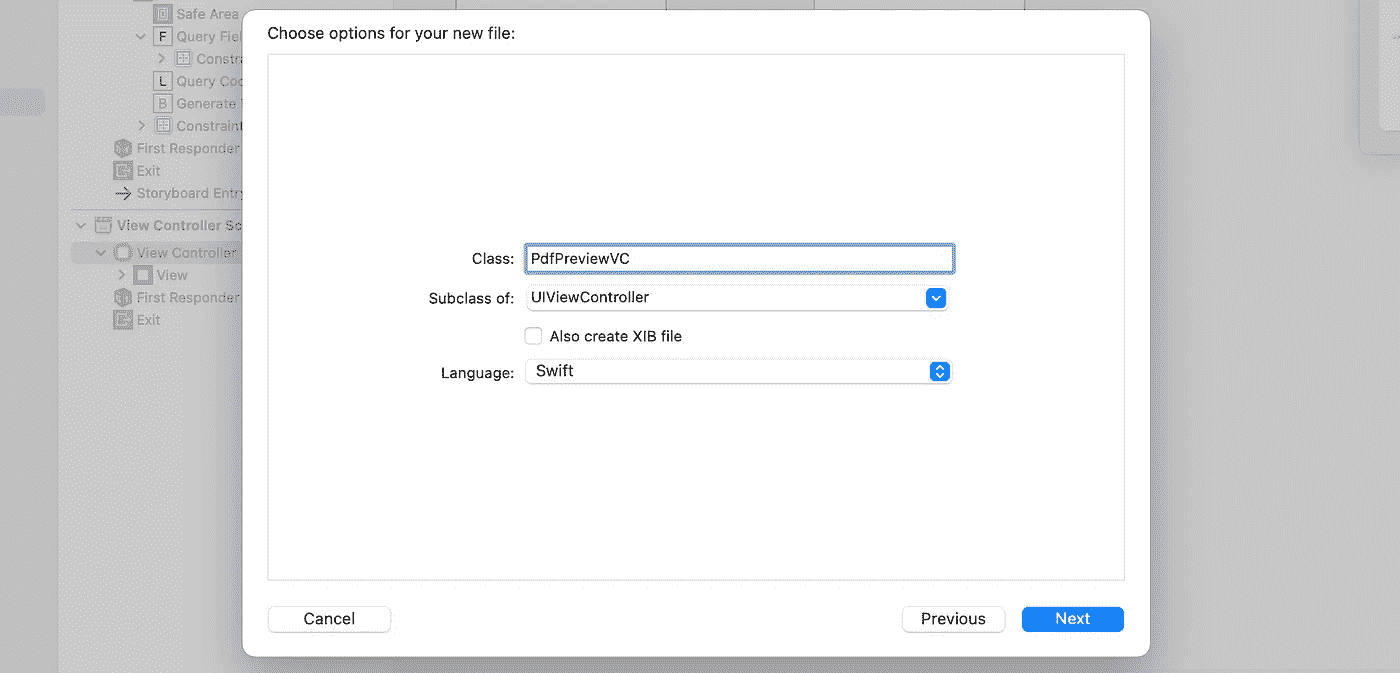 Choose options for your new file:
Safe Area
F Query Fiel
Constra
L Query
B Generate
Constraint
First Responder
Exit
Storyboard Entry
View Controller Sc
View Controller
View
First Responder
Exit
Class: PdfPreviewVC
Subclass of: UIViewController
Also create XIB file
Language: Swift
Cancel Previous Next